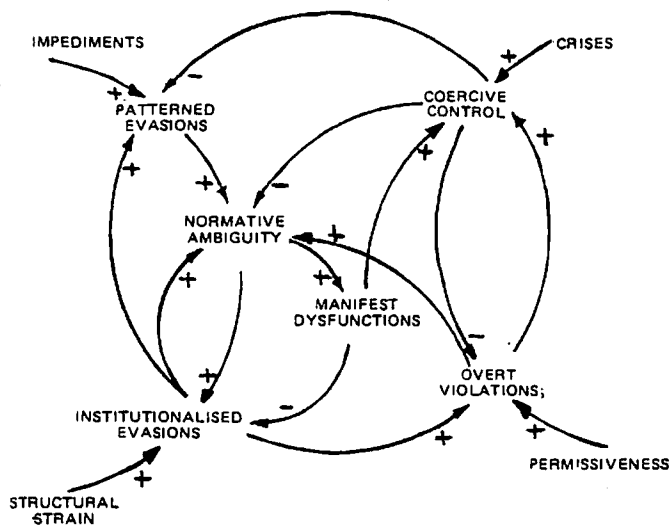 IMPEDIMENTS
CRISES
+
+
−
PATTERNED
EVASIONS
COERCIVE
CONTROL
+
+
+
+
−
NORMATIVE
AMBIGUITY
+
+
+
MANIFEST
DYSFUNCTIONS
−
+
OVERT
VIOLATIONS;
−
INSTITUTIONALISED
EVASIONS
+
+
+
PERMISSIVENESS
STRUCTURAL
STRAIN